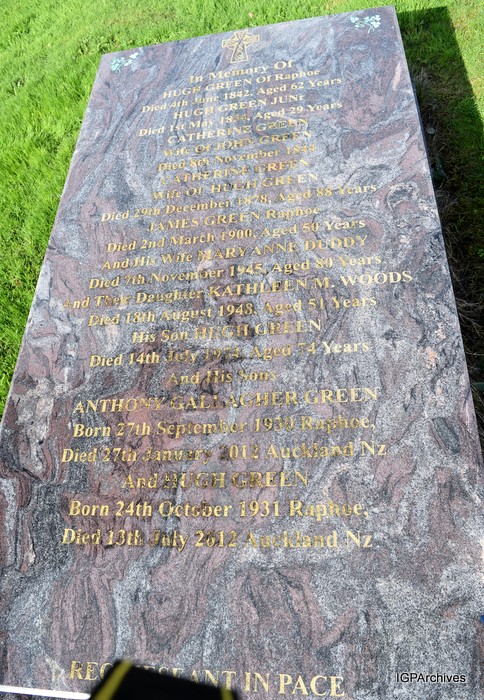 In Memory Of
HUGH GREEN Of Raphoe
Died 4th June 1842, Aged 62 Years
HUGH GREEN JUNr
Died 1st May 1834, Aged 29 Years
CATHERINE GREEN
Wife Of JOHN GREEN
Died 8th November 1844
CATHERINE GREEN
Wife Of HUGH GREEN
Died 29th December 1878, Aged 88 Years
JAMES GREEN Raphoe
Died 2nd March 1900, Aged 50 Years
And His Wife MARY ANNE DUDDY
Died 7th November 1945, Aged 80 Years
And Their Daughter KATHLEEN M. WOODS
Died 18th August 1948, Aged 51 Years
His Son HUGH GREEN
Died 14th July Aged 74 Years
And His Sons
ANTHONY GALLAGHER GREEN
Born 27th September 1930 Raphoe,
Died 27th January 2012 Auckland Nz
And HUGH GREEN
Born 24th October 1931 Raphoe,
Died 13th July 2012 Auckland Nz
IN PACE
IGPArchives